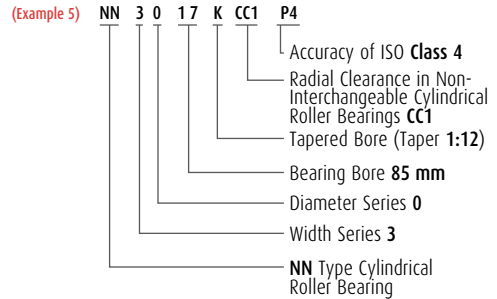 (Example 5) NN 3 0 17 K CC1 P4
Accuracy of ISO Class 4
Radial Clearance in Non-
Interchangeable Cylindrical
Roller Bearings CC1
Tapered Bore (Taper 1:12)
Bearing Bore 85 mm
Diameter Series 0
Width Series 3
NN Type Cylindrical
Roller Bearing